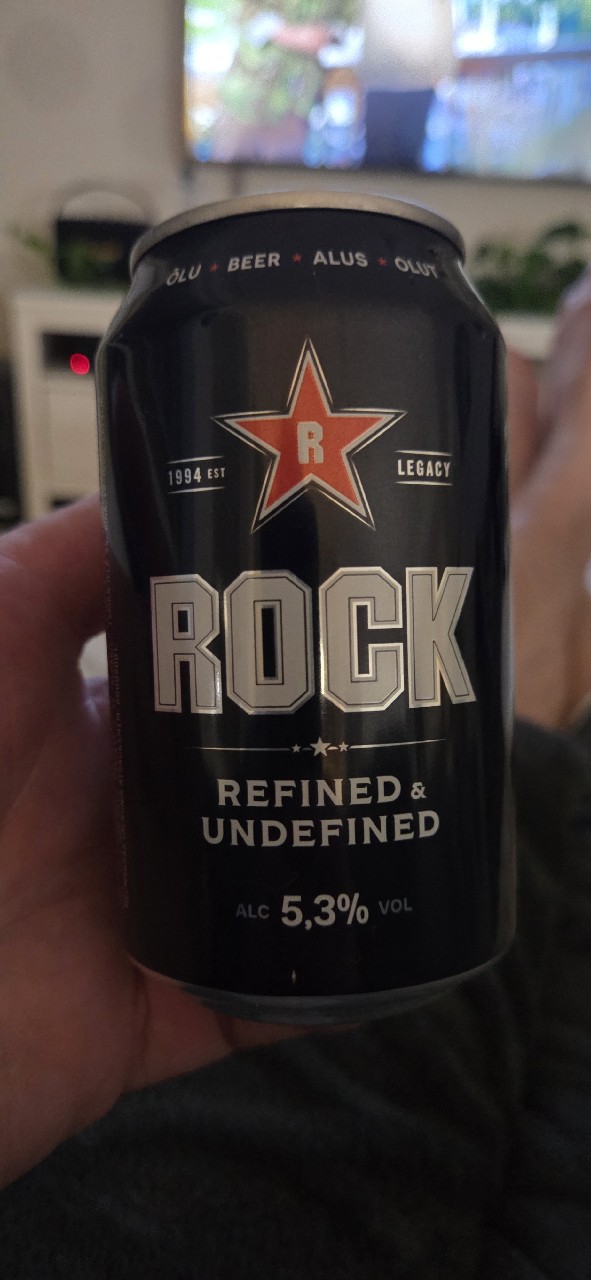 ÕLU ★ BEER ★ ALUS ★ OLUT
R
1994 EST
LEGACY
ROCK
REFINED &
UNDEFINED
ALC 5,3% VOL